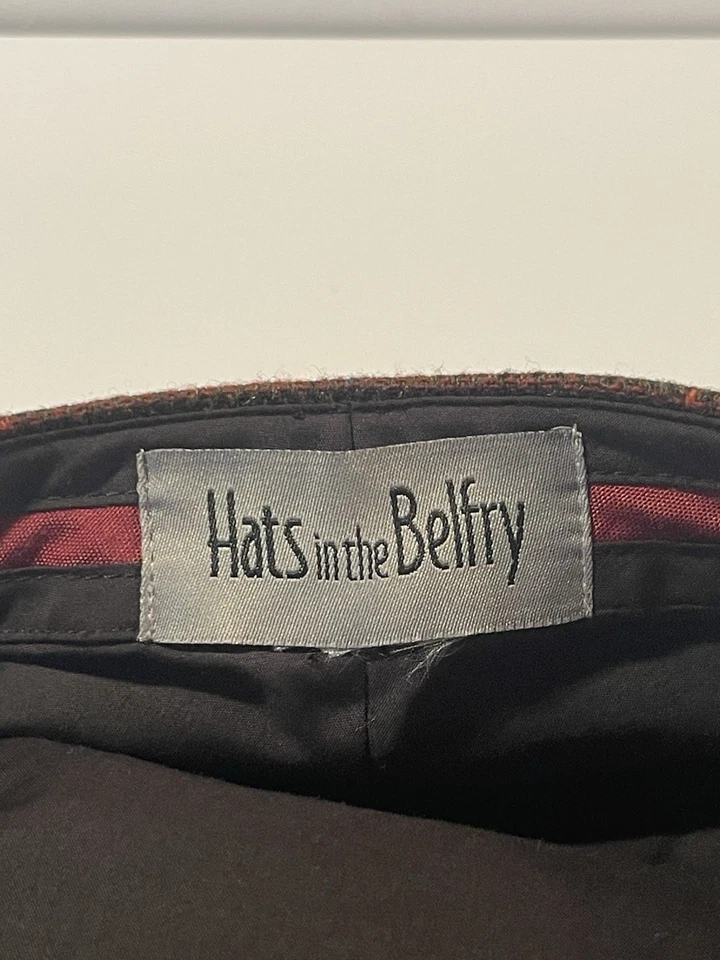 Hats in the Belfry